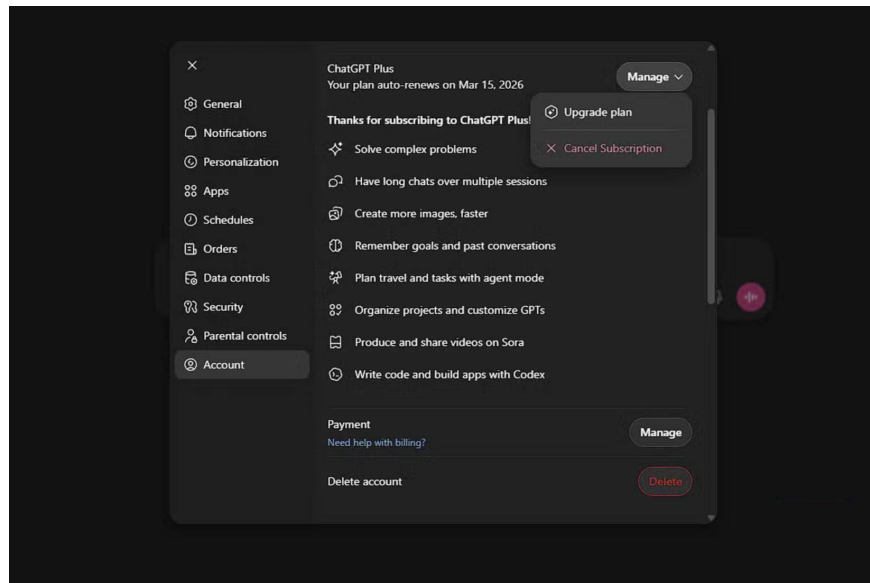 General
Notifications
Personalization
Apps
Schedules
Orders
Data controls
Security
Parental controls
Account
ChatGPT Plus
Your plan auto-renews on Mar 15, 2026
Manage
Upgrade plan
Cancel Subscription
Thanks for subscribing to ChatGPT Plus!
Solve complex problems
Have long chats over multiple sessions
Create more images, faster
Remember goals and past conversations
Plan travel and tasks with agent mode
Organize projects and customize GPTs
Produce and share videos on Sora
Write code and build apps with Codex
Payment
Need help with billing?
Manage
Delete account
Delete